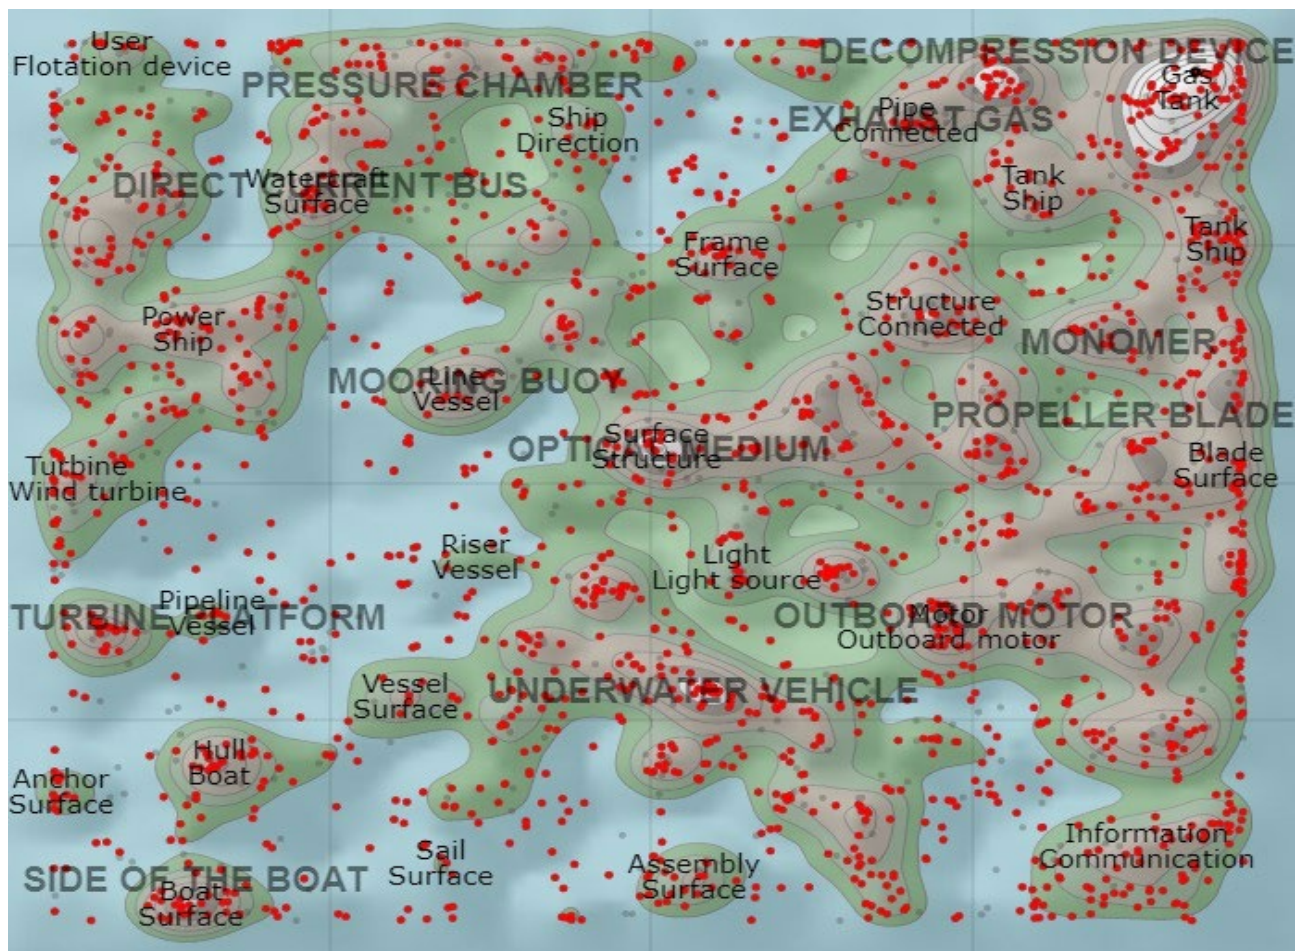 User
Flotation device
DECOMPRESSION DEVICE
PRESSURE CHAMBER
Gas
Tank
Ship
Direction
Pipe
Connected
EXHAUST GAS
DIRECT CURRENT BUS
Watercraft
Surface
Tank
Ship
Frame
Surface
Tank
Ship
Power
Ship
Structure
Connected
MONOMER
MOORING BUOY
Line
Vessel
PROPELLER BLADE
OPTICAL MEDIUM
Surface
Structure
Blade
Surface
Turbine
Wind turbine
Riser
Vessel
Light
Light source
TURBINE PLATFORM
Pipeline
Vessel
OUTBOARD MOTOR
Motor
Outboard motor
Vessel
Surface
UNDERWATER VEHICLE
Hull
Boat
Anchor
Surface
Information
Communication
Sail
Surface
Assembly
Surface
SIDE OF THE BOAT
Boat
Surface